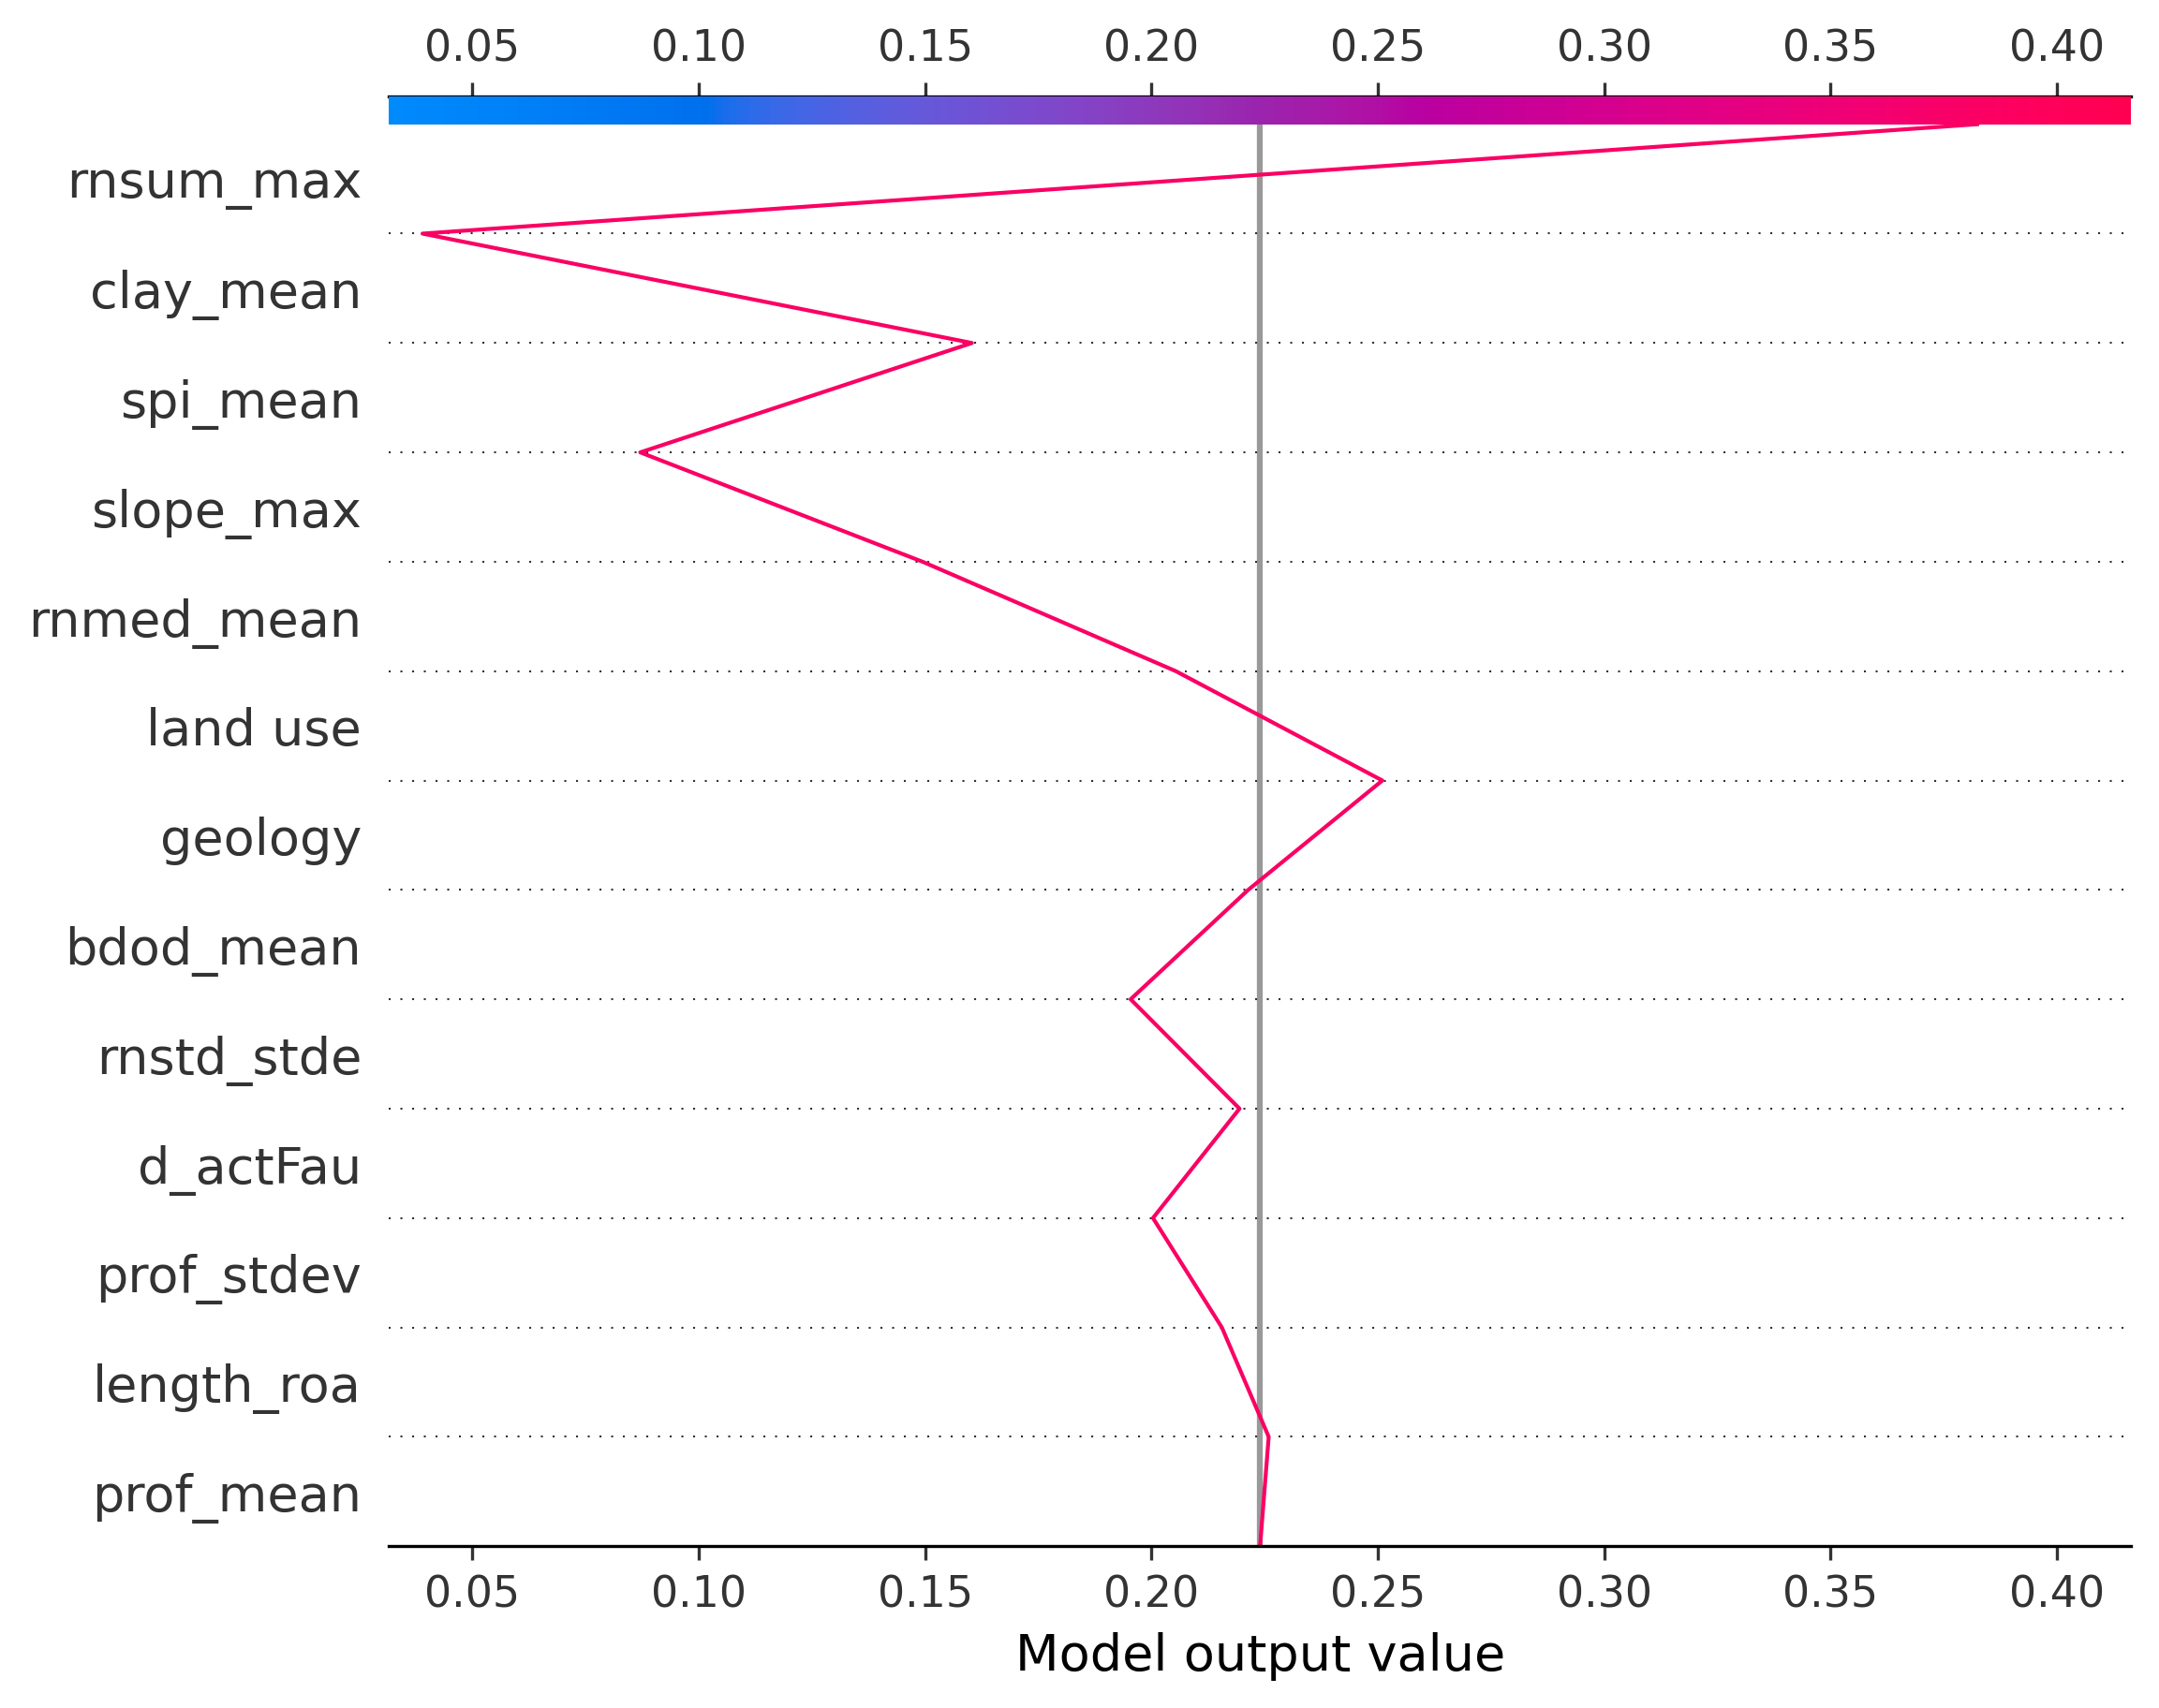 0.05 0.10 0.15 0.20 0.25 0.30 0.35 0.40
rnsum_max
clay_mean
spi_mean
slope_max
rnmed_mean
land use
geology
bdod_mean
rnstd_stde
d_actFau
prof_stdev
length_roa
prof_mean
0.05 0.10 0.15 0.20 0.25 0.30 0.35 0.40
Model output value